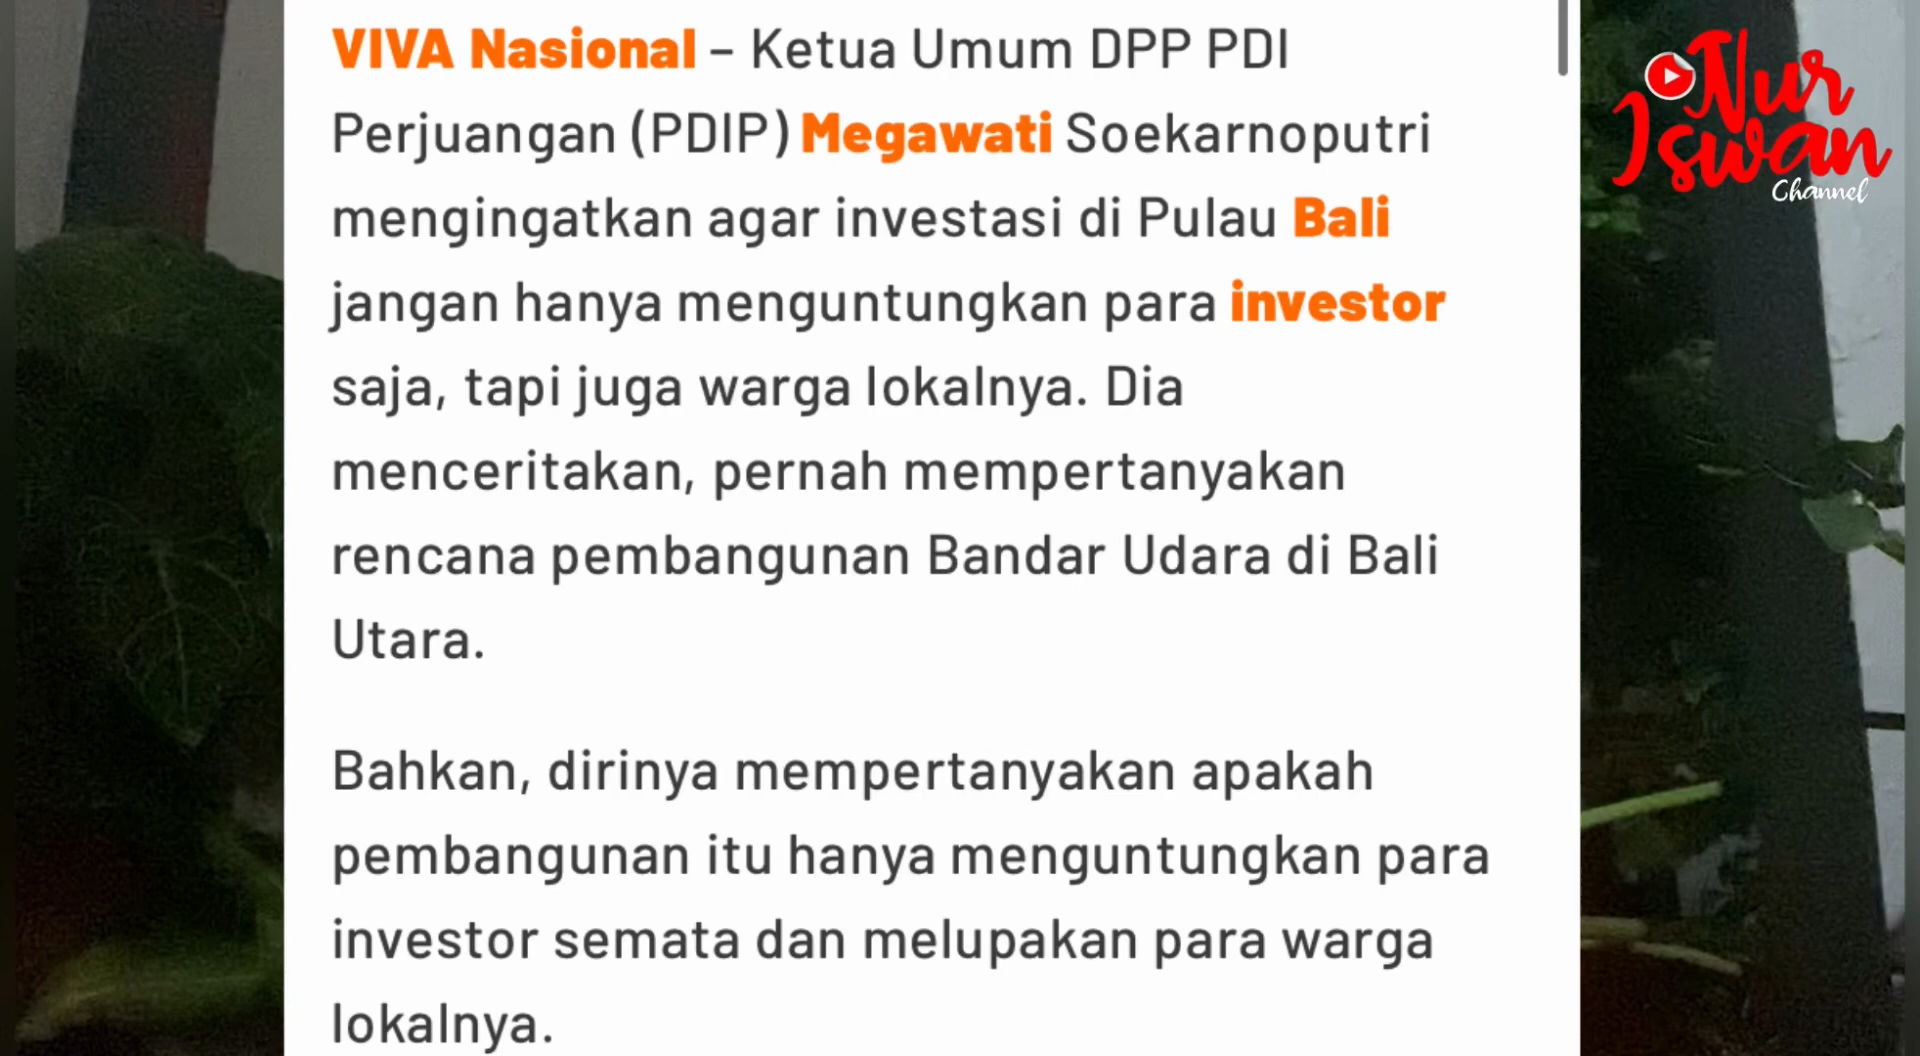 VIVA Nasional – Ketua Umum DPP PDI
Perjuangan (PDIP) Megawati Soekarnoputri
mengingatkan agar investasi di Pulau Bali
jangan hanya menguntungkan para investor
saja, tapi juga warga lokalnya. Dia
menceritakan, pernah mempertanyakan
rencana pembangunan Bandar Udara di Bali
Utara.
Bahkan, dirinya mempertanyakan apakah
pembangunan itu hanya menguntungkan para
investor semata dan melupakan para warga
lokalnya.
Nur
Iswan
Channel